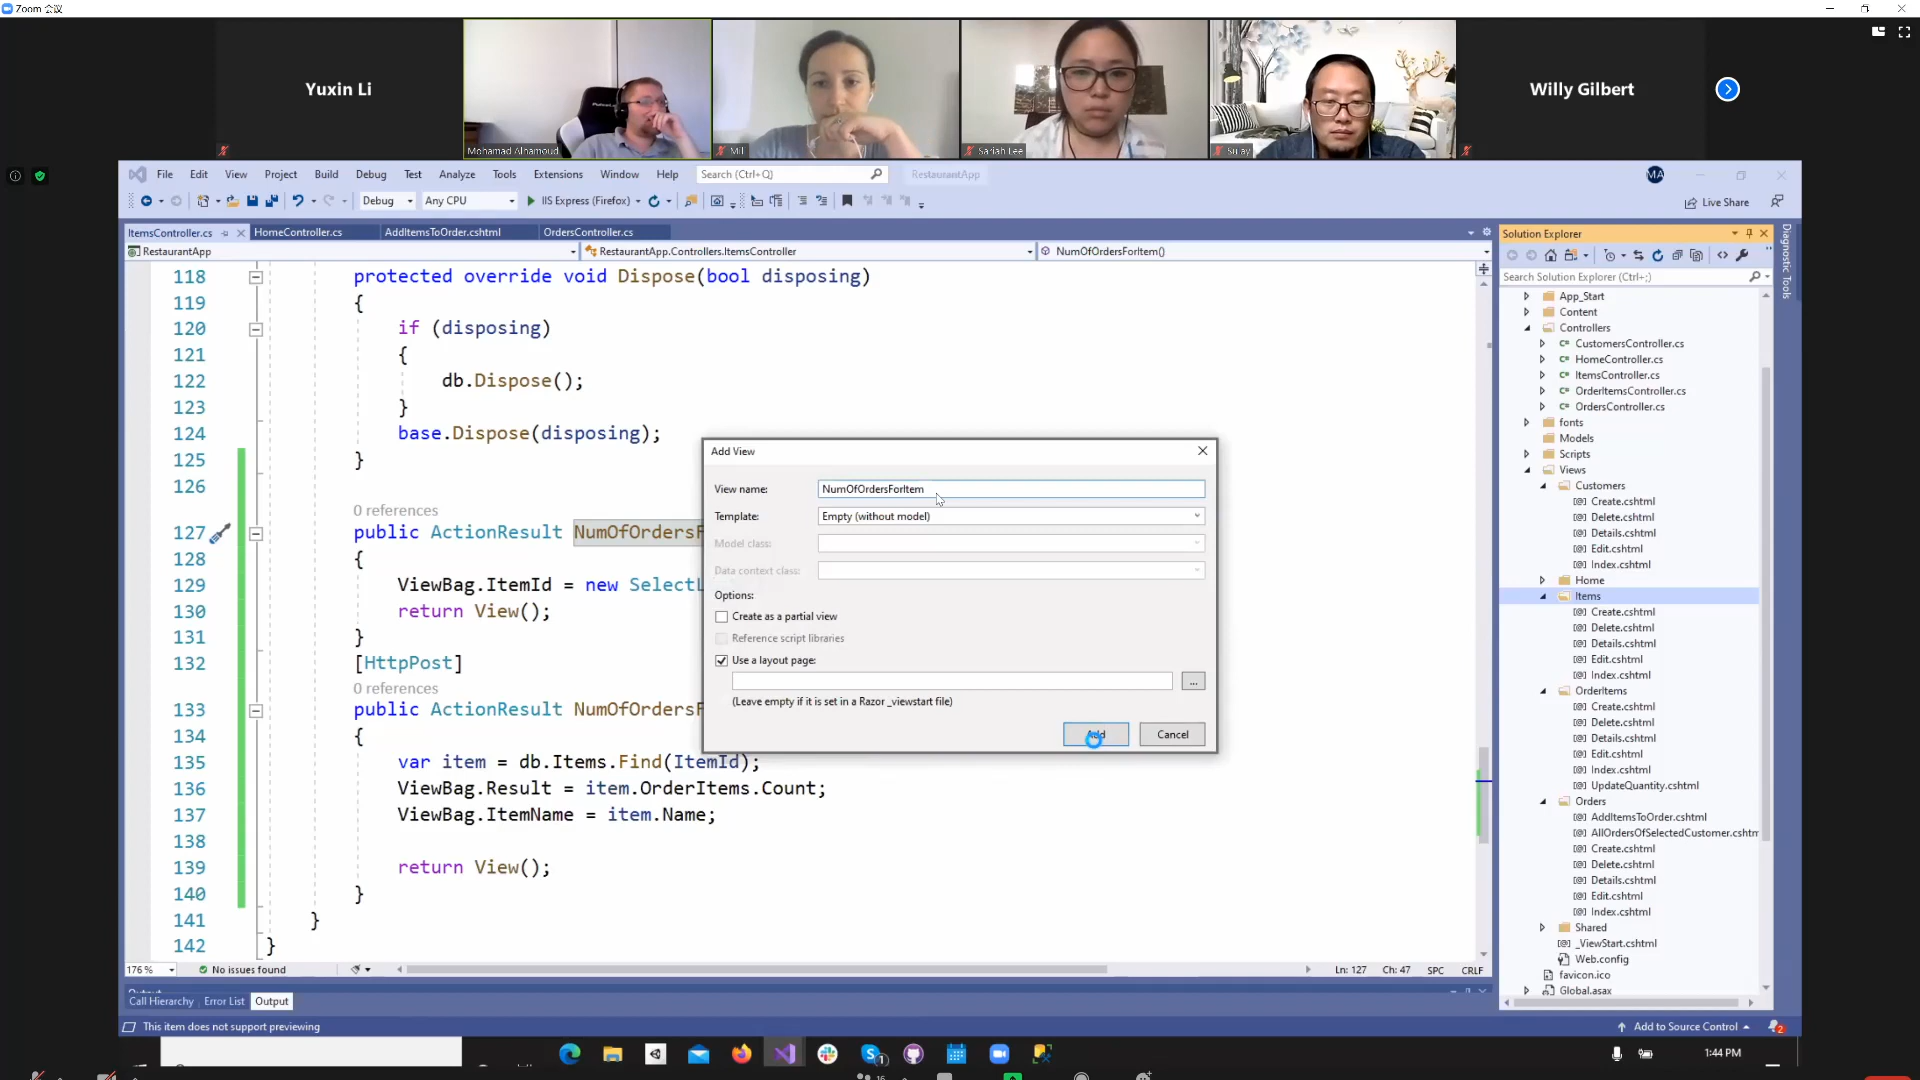 Zoom 会议
Yuxin Li
Mohamad Alhamoud
Mil
Sariah Lee
Su Jay
Willy Gilbert
File Edit View Project Build Debug Test Analyze Tools Extensions Window Help Search (Ctrl+Q) RestaurantApp MA
Debug Any CPU IIS Express (Firefox) Live Share
ItemsController.cs HomeController.cs AddItemsToOrder.cshtml OrdersController.cs
RestaurantApp RestaurantApp.Controllers.ItemsController NumOfOrdersForItem()
118 protected override void Dispose(bool disposing)
119 {
120 if (disposing)
121 {
122 db.Dispose();
123 }
124 base.Dispose(disposing);
125 }
126
0 references
127 public ActionResult NumOfOrdersF
128 {
129 ViewBag.ItemId = new SelectL
130 return View();
131 }
132 [HttpPost]
0 references
133 public ActionResult NumOfOrdersF
134 {
135 var item = db.Items.Find(ItemId);
136 ViewBag.Result = item.OrderItems.Count;
137 ViewBag.ItemName = item.Name;
138
139 return View();
140 }
141 }
142 }
Add View
View name: NumOfOrdersForItem
Template: Empty (without model)
Model class:
Data context class:
Options:
Create as a partial view
Reference script libraries
Use a layout page:
...
(Leave empty if it is set in a Razor _viewstart file)
Add Cancel
Solution Explorer
Search Solution Explorer (Ctrl+;)
App_Start
Content
Controllers
C# CustomersController.cs
C# HomeController.cs
C# ItemsController.cs
C# OrderItemsController.cs
C# OrdersController.cs
fonts
Models
Scripts
Views
Customers
Create.cshtml
Delete.cshtml
Details.cshtml
Edit.cshtml
Index.cshtml
Home
Items
Create.cshtml
Delete.cshtml
Details.cshtml
Edit.cshtml
Index.cshtml
OrderItems
Create.cshtml
Delete.cshtml
Details.cshtml
Edit.cshtml
Index.cshtml
UpdateQuantity.cshtml
Orders
AddItemsToOrder.cshtml
AllOrdersOfSelectedCustomer.cshtm
Create.cshtml
Delete.cshtml
Details.cshtml
Edit.cshtml
Index.cshtml
Shared
_ViewStart.cshtml
Web.config
favicon.ico
Global.asax
Diagnostic Tools
176 % No issues found Ln: 127 Ch: 47 SPC CRLF
Output
Call Hierarchy Error List Output
This item does not support previewing
Add to Source Control 2
1:44 PM
16